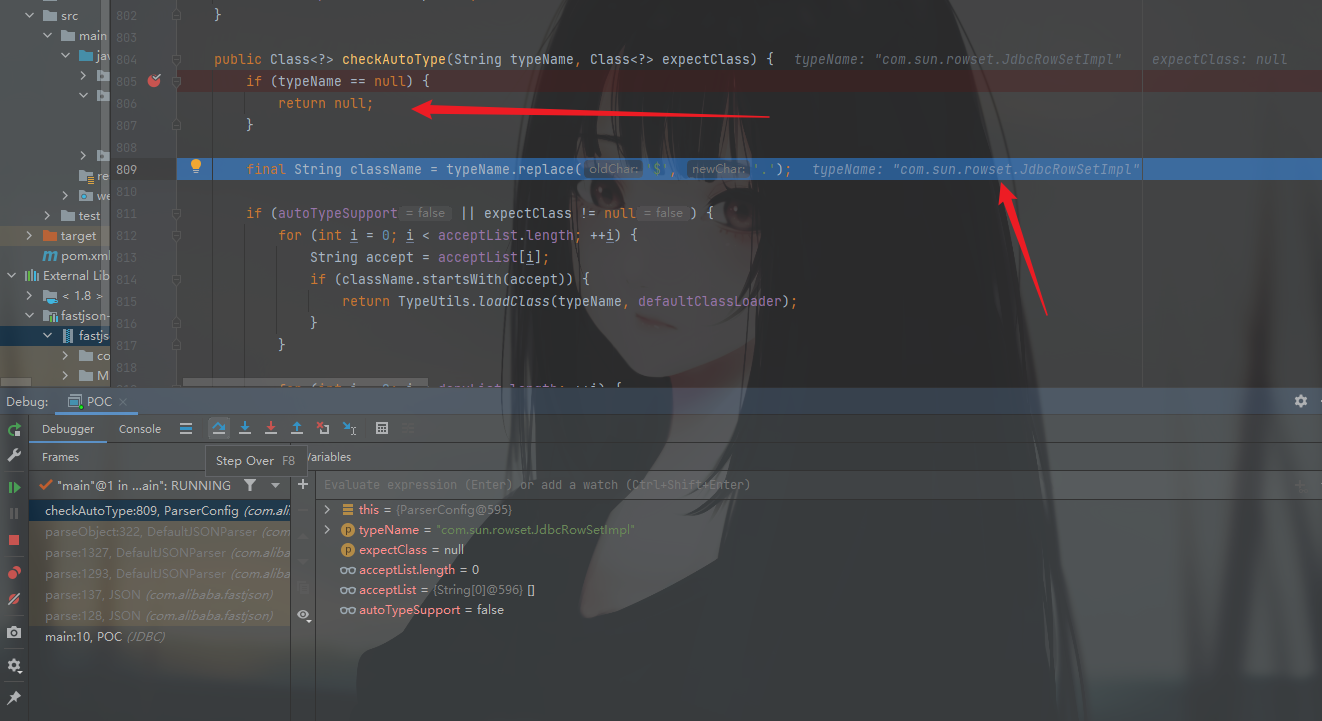 src
main
jav
re
we
test
target
pom.xml
External Lib
< 1.8 >
fastjson-
fastjs
co
M
802 }
803
804 public Class<?> checkAutoType(String typeName, Class<?> expectClass) { typeName: "com.sun.rowset.JdbcRowSetImpl" expectClass: null
805 if (typeName == null) {
806 return null;
807 }
808
809 final String className = typeName.replace( oldChar: '$', newChar: '.'); typeName: "com.sun.rowset.JdbcRowSetImpl"
810
811 if (autoTypeSupport = false || expectClass != null = false ) {
812 for (int i = 0; i < acceptList.length; ++i) {
813 String accept = acceptList[i];
814 if (className.startsWith(accept)) {
815 return TypeUtils.loadClass(typeName, defaultClassLoader);
816 }
817 }
818
Debug: POC
Debugger Console
Step Over F8
Frames Variables
"main"@1 in ...ain": RUNNING
Evaluate expression (Enter) or add a watch (Ctrl+Shift+Enter)
checkAutoType:809, ParserConfig (com.ali
parseObject:322, DefaultJSONParser (com
parse:1327, DefaultJSONParser (com.aliba
parse:1293, DefaultJSONParser (com.aliba
parse:137, JSON (com.alibaba.fastjson)
parse:128, JSON (com.alibaba.fastjson)
main:10, POC (JDBC)
this = {ParserConfig@595}
typeName = "com.sun.rowset.JdbcRowSetImpl"
expectClass = null
acceptList.length = 0
acceptList = {String[0]@596} []
autoTypeSupport = false